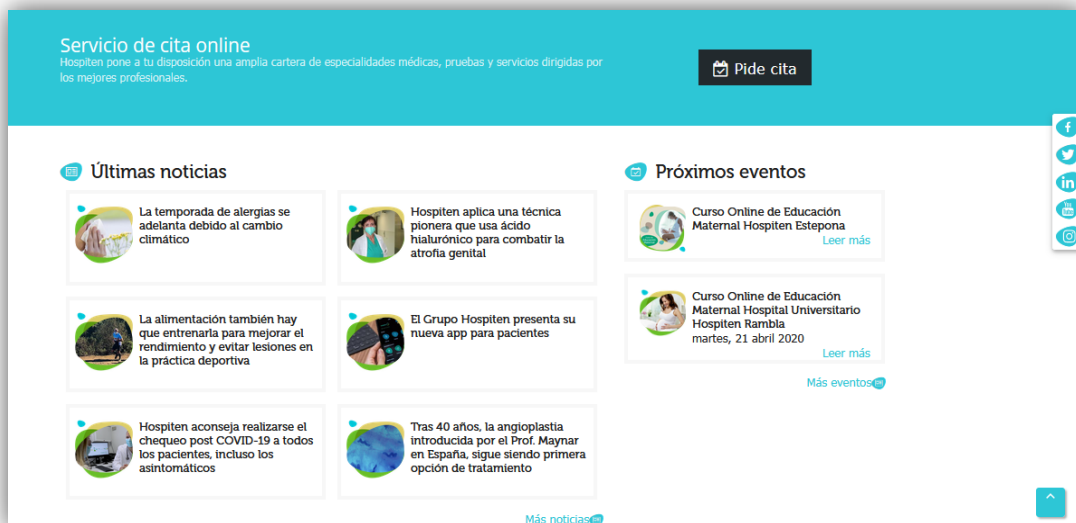 Servicio de cita online
Hospiten pone a tu disposición una amplia cartera de especialidades médicas, pruebas y servicios dirigidas por
los mejores profesionales.
Pide cita
Últimas noticias
La temporada de alergias se
adelanta debido al cambio
climático
Hospiten aplica una técnica
pionera que usa ácido
hialurónico para combatir la
atrofia genital
La alimentación también hay
que entrenarla para mejorar el
rendimiento y evitar lesiones en
la práctica deportiva
El Grupo Hospiten presenta su
nueva app para pacientes
Hospiten aconseja realizarse el
chequeo post COVID-19 a todos
los pacientes, incluso los
asintomáticos
Tras 40 años, la angioplastia
introducida por el Prof. Maynar
en España, sigue siendo primera
opción de tratamiento
Más noticias
Próximos eventos
Curso Online de Educación
Maternal Hospiten Estepona
Leer más
Curso Online de Educación
Maternal Hospital Universitario
Hospiten Rambla
martes, 21 abril 2020
Leer más
Más eventos